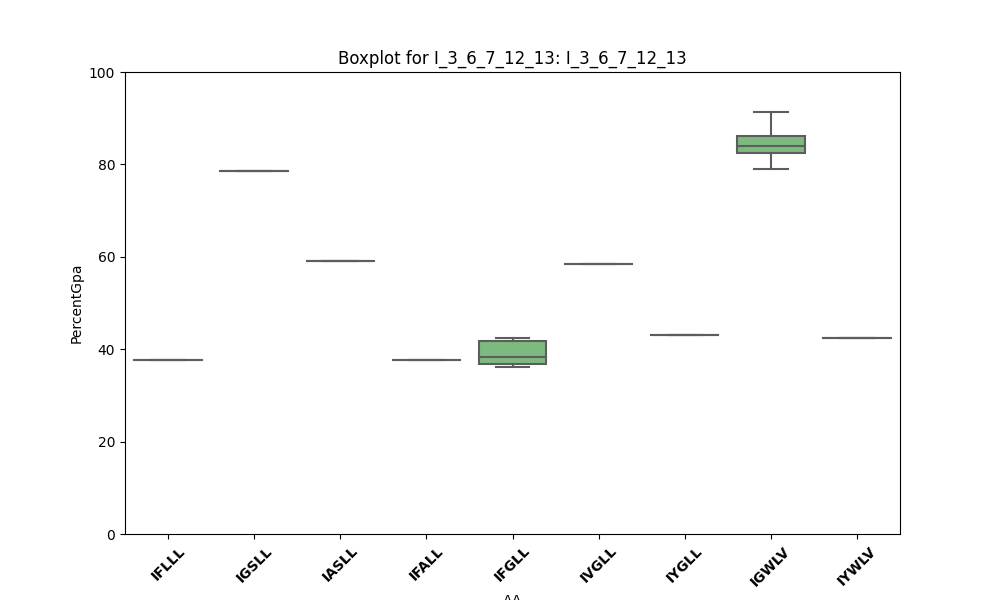 Boxplot for I_3_6_7_12_13: I_3_6_7_12_13
100
80
60
40
20
0
PercentGpa
IFLLL
IGSLL
IASLL
IFALL
IFGLL
IVGLL
IYGLL
IGWLV
IYWLV
AA